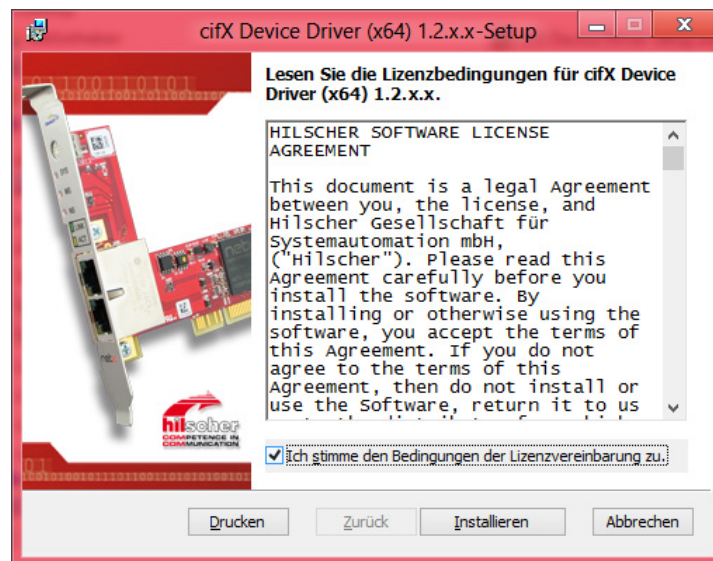 cifX Device Driver (x64) 1.2.x.x-Setup
Lesen Sie die Lizenzbedingungen für cifX Device
Driver (x64) 1.2.x.x.
HILSCHER SOFTWARE LICENSE
AGREEMENT
This document is a legal Agreement
between you, the license, and
Hilscher Gesellschaft für
Systemautomation mbH,
("Hilscher"). Please read this
Agreement carefully before you
install the software. By
installing or otherwise using the
software, you accept the terms of
this Agreement. If you do not
agree to the terms of this
Agreement, then do not install or
use the Software, return it to us
hilscher
COMPETENCE IN
COMMUNICATION
Ich stimme den Bedingungen der Lizenzvereinbarung zu.
Drucken
Zurück
Installieren
Abbrechen